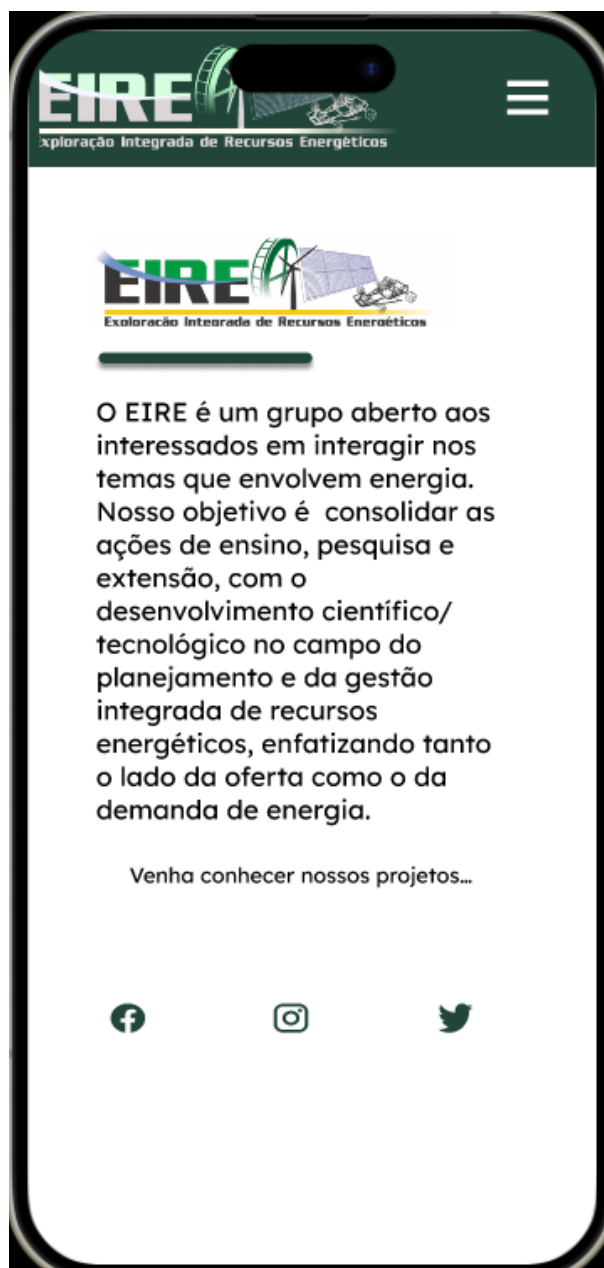 EIRE
Exploração Integrada de Recursos Energéticos
EIRE
Exploração Integrada de Recursos Energéticos
O EIRE é um grupo aberto aos
interessados em interagir nos
temas que envolvem energia.
Nosso objetivo é  consolidar as
ações de ensino, pesquisa e
extensão, com o
desenvolvimento científico/
tecnológico no campo do
planejamento e da gestão
integrada de recursos
energéticos, enfatizando tanto
o lado da oferta como o da
demanda de energia.
Venha conhecer nossos projetos...